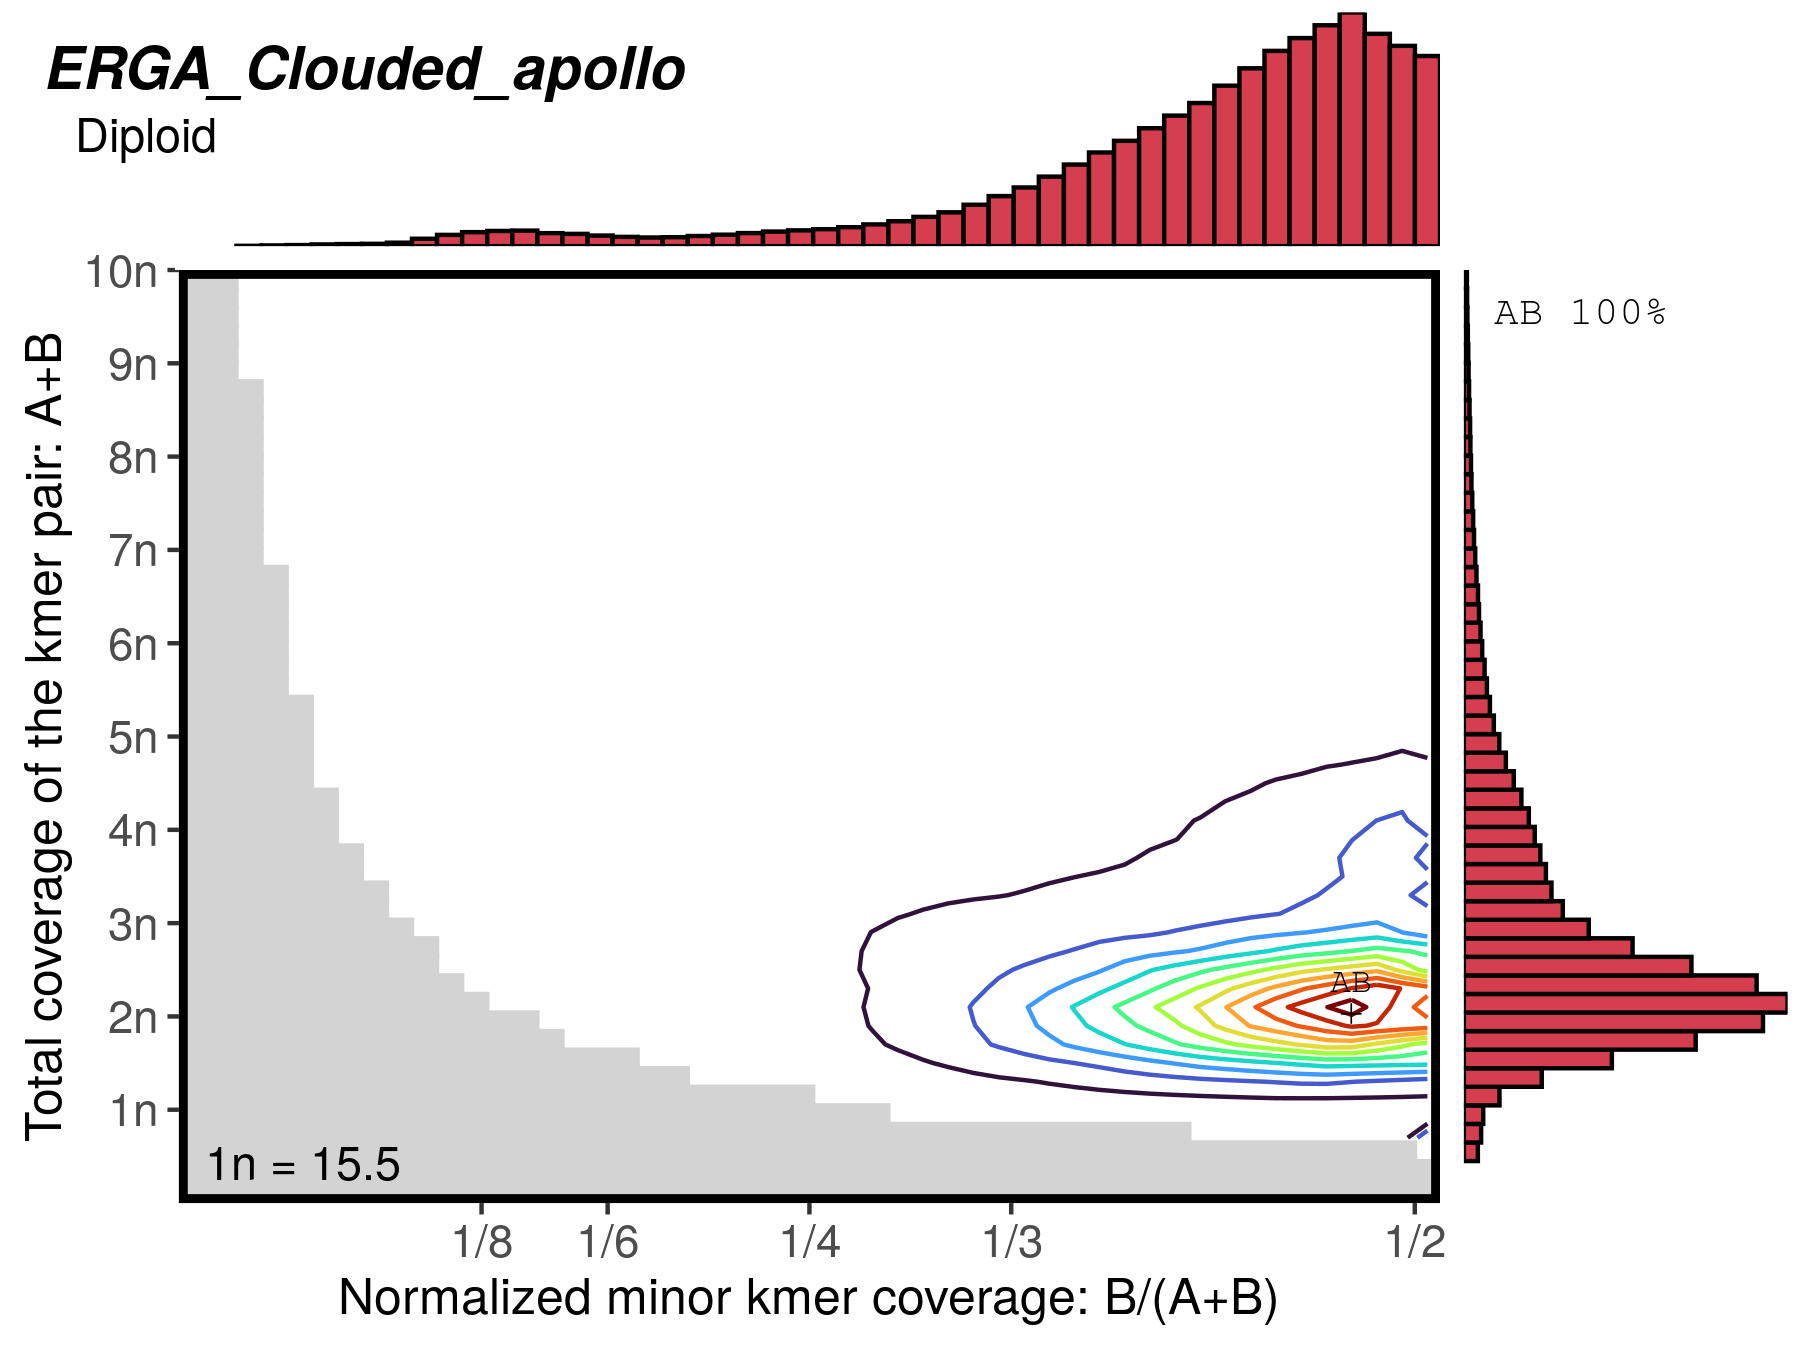 ERGA_Clouded_apollo
Diploid
AB 100%
Total coverage of the kmer pair: A+B
10n
9n
8n
7n
6n
5n
4n
3n
2n
1n
AB
1n = 15.5
1/8 1/6 1/4 1/3 1/2
Normalized minor kmer coverage: B/(A+B)